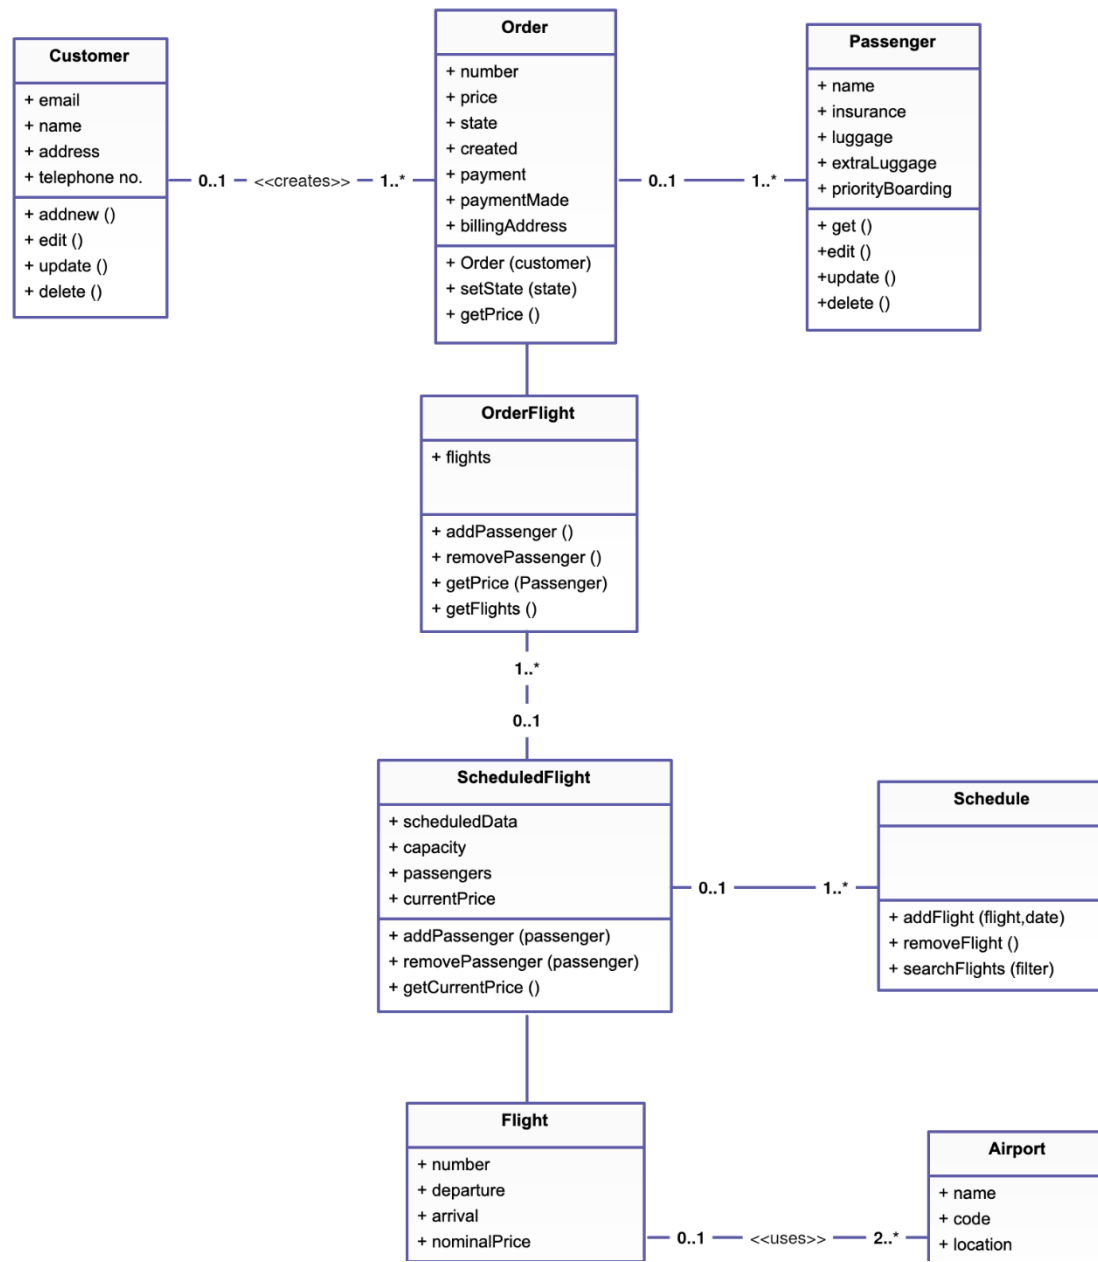 Customer
+ email
+ name
+ address
+ telephone no.
+ addnew ()
+ edit ()
+ update ()
+ delete ()
0..1 <<creates>> 1..*
Order
+ number
+ price
+ state
+ created
+ payment
+ paymentMade
+ billingAddress
+ Order (customer)
+ setState (state)
+ getPrice ()
0..1 1..*
Passenger
+ name
+ insurance
+ luggage
+ extraLuggage
+ priorityBoarding
+ get ()
+edit ()
+update ()
+delete ()
OrderFlight
+ flights
+ addPassenger ()
+ removePassenger ()
+ getPrice (Passenger)
+ getFlights ()
1..*
0..1
ScheduledFlight
+ scheduledData
+ capacity
+ passengers
+ currentPrice
+ addPassenger (passenger)
+ removePassenger (passenger)
+ getCurrentPrice ()
0..1 1..*
Schedule
+ addFlight (flight,date)
+ removeFlight ()
+ searchFlights (filter)
Flight
+ number
+ departure
+ arrival
+ nominalPrice
0..1 <<uses>> 2..*
Airport
+ name
+ code
+ location